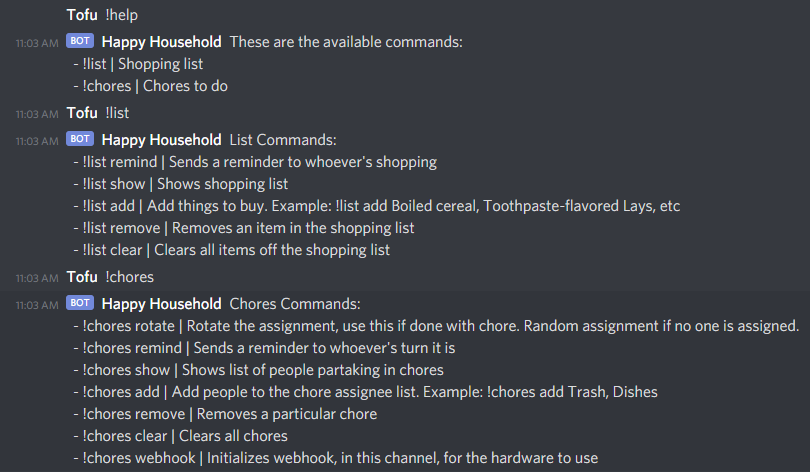 Tofu !help
11:03 AM BOT Happy Household These are the available commands:
- !list | Shopping list
- !chores | Chores to do
11:03 AM Tofu !list
11:03 AM BOT Happy Household List Commands:
- !list remind | Sends a reminder to whoever's shopping
- !list show | Shows shopping list
- !list add | Add things to buy. Example: !list add Boiled cereal, Toothpaste-flavored Lays, etc
- !list remove | Removes an item in the shopping list
- !list clear | Clears all items off the shopping list
11:03 AM Tofu !chores
11:03 AM BOT Happy Household Chores Commands:
- !chores rotate | Rotate the assignment, use this if done with chore. Random assignment if no one is assigned.
- !chores remind | Sends a reminder to whoever's turn it is
- !chores show | Shows list of people partaking in chores
- !chores add | Add people to the chore assignee list. Example: !chores add Trash, Dishes
- !chores remove | Removes a particular chore
- !chores clear | Clears all chores
- !chores webhook | Initializes webhook, in this channel, for the hardware to use